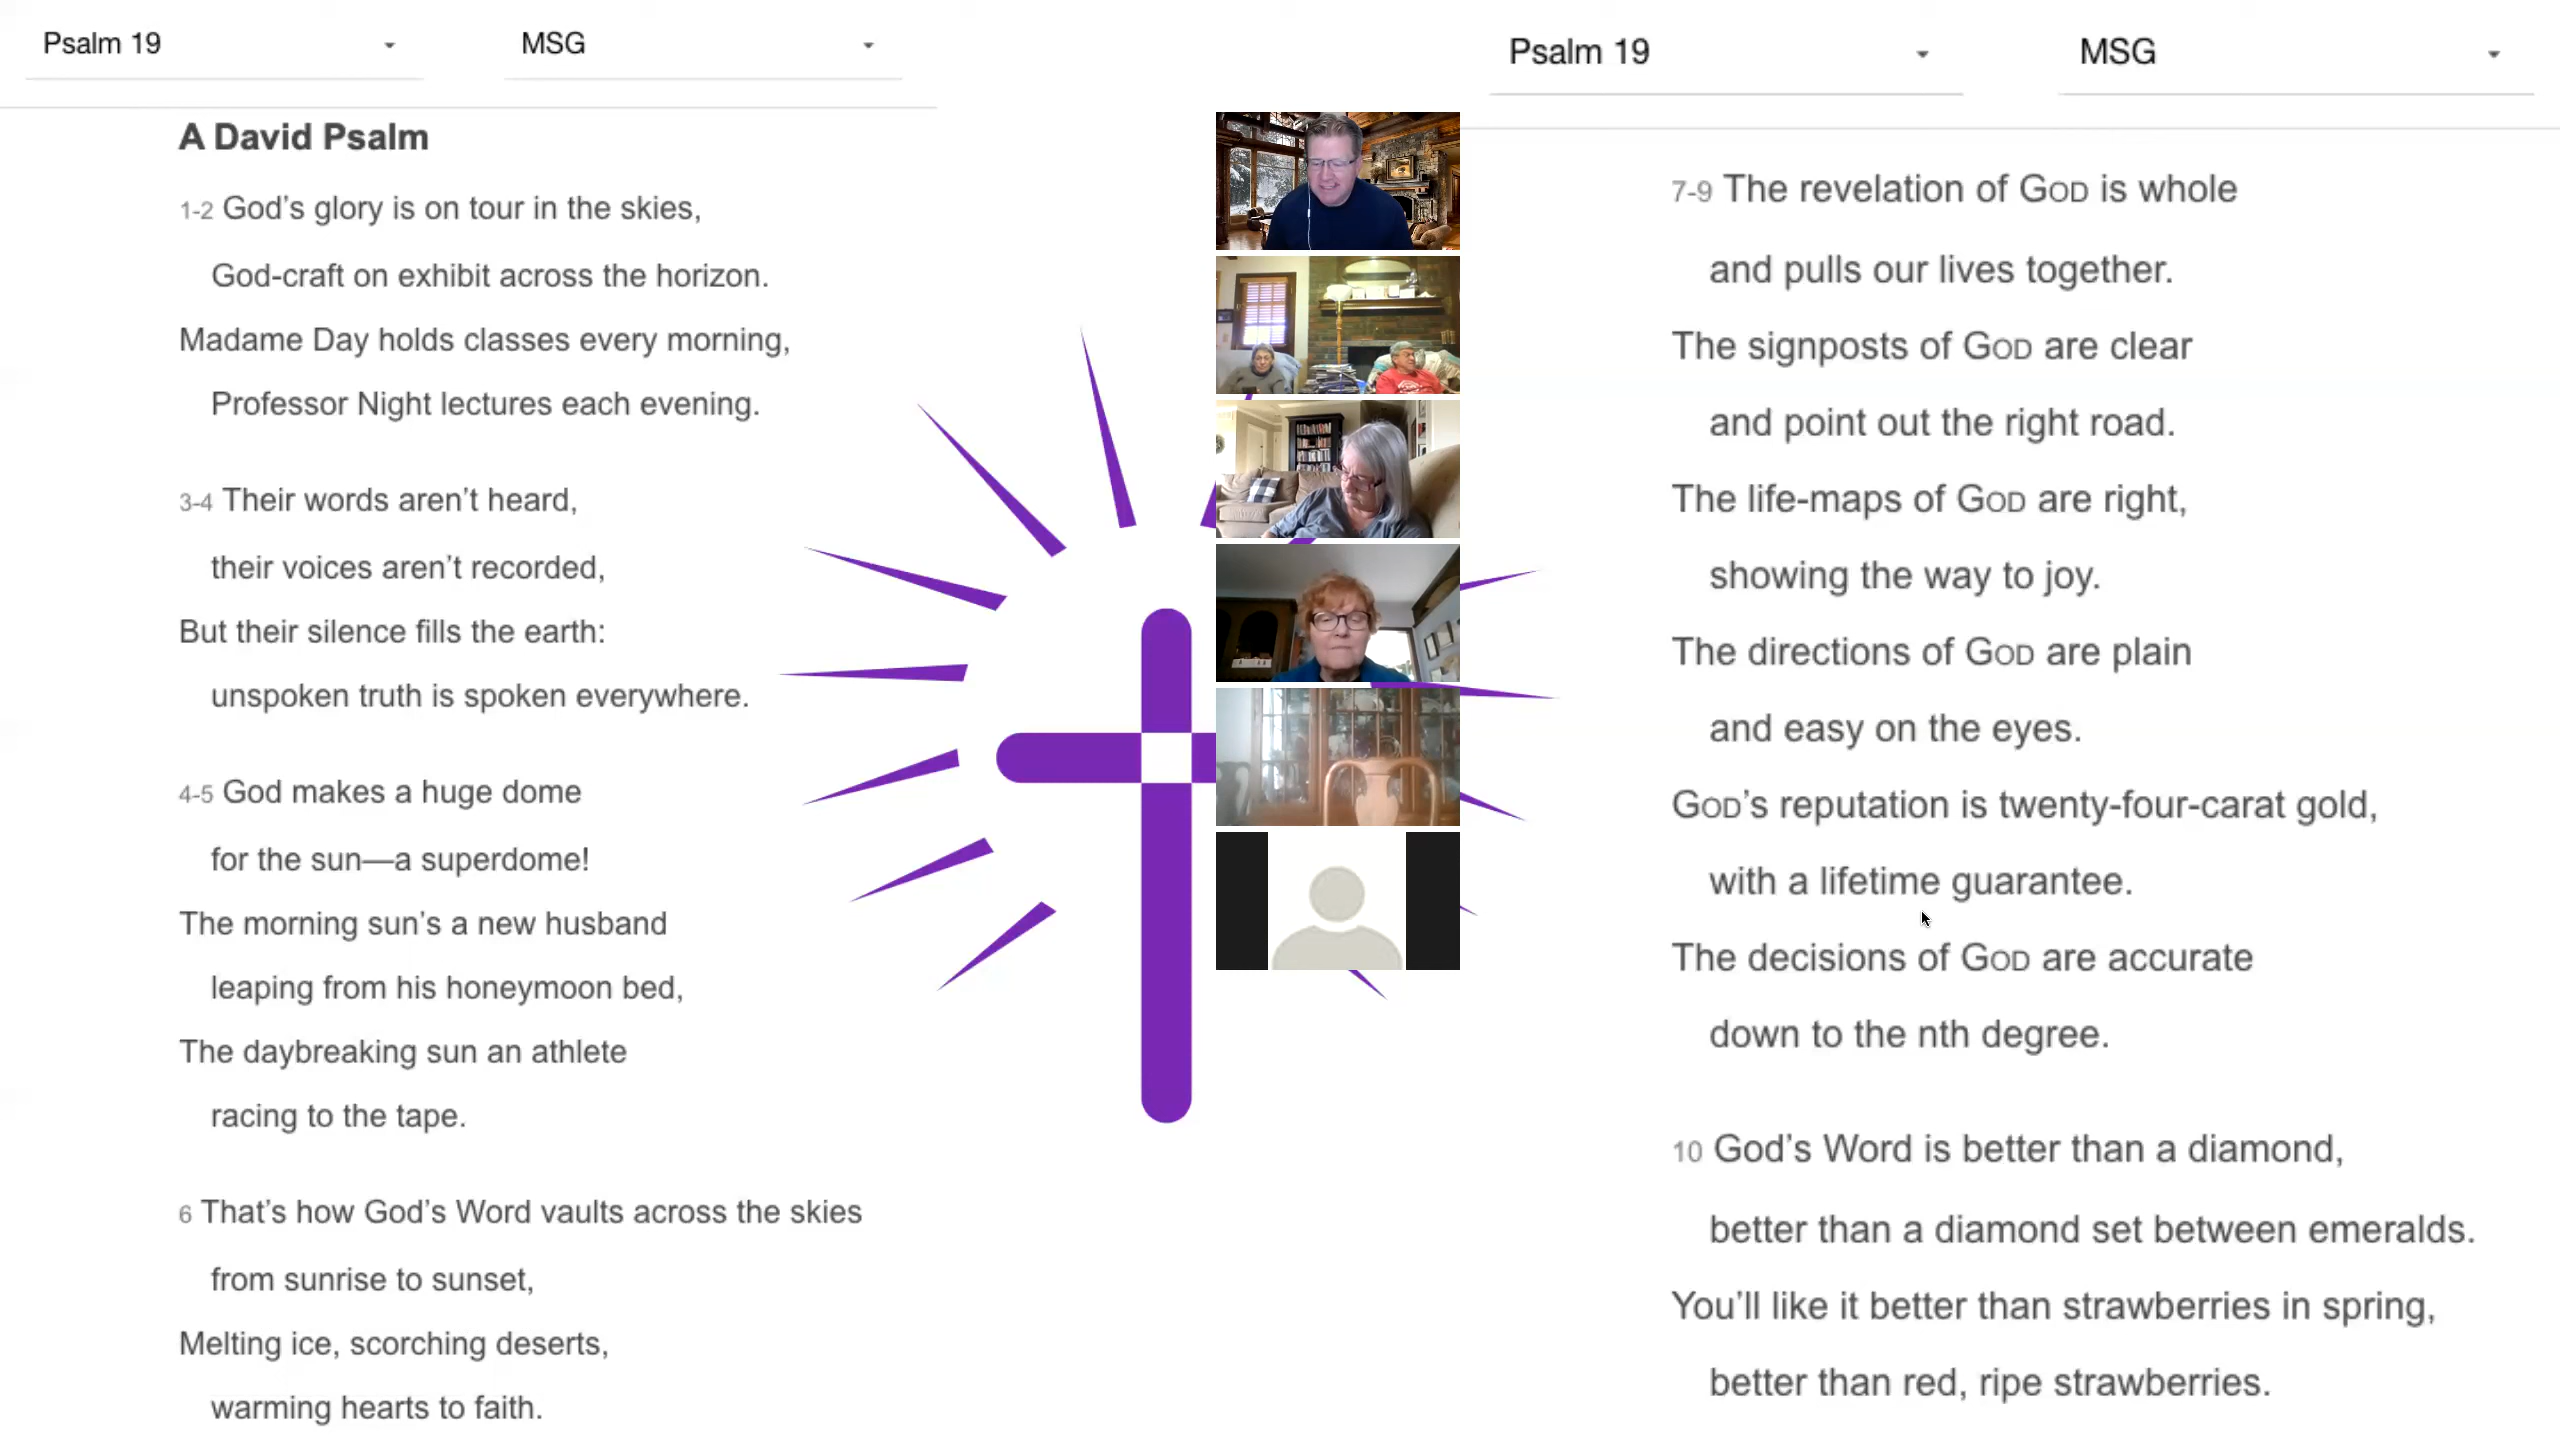 Psalm 19
MSG
A David Psalm
1-2 God’s glory is on tour in the skies,
God-craft on exhibit across the horizon.
Madame Day holds classes every morning,
Professor Night lectures each evening.
3-4 Their words aren’t heard,
their voices aren’t recorded,
But their silence fills the earth:
unspoken truth is spoken everywhere.
4-5 God makes a huge dome
for the sun—a superdome!
The morning sun’s a new husband
leaping from his honeymoon bed,
The daybreaking sun an athlete
racing to the tape.
6 That’s how God’s Word vaults across the skies
from sunrise to sunset,
Melting ice, scorching deserts,
warming hearts to faith.
Psalm 19
MSG
7-9 The revelation of GOD is whole
and pulls our lives together.
The signposts of GOD are clear
and point out the right road.
The life-maps of GOD are right,
showing the way to joy.
The directions of GOD are plain
and easy on the eyes.
GOD’s reputation is twenty-four-carat gold,
with a lifetime guarantee.
The decisions of GOD are accurate
down to the nth degree.
10 God’s Word is better than a diamond,
better than a diamond set between emeralds.
You’ll like it better than strawberries in spring,
better than red, ripe strawberries.